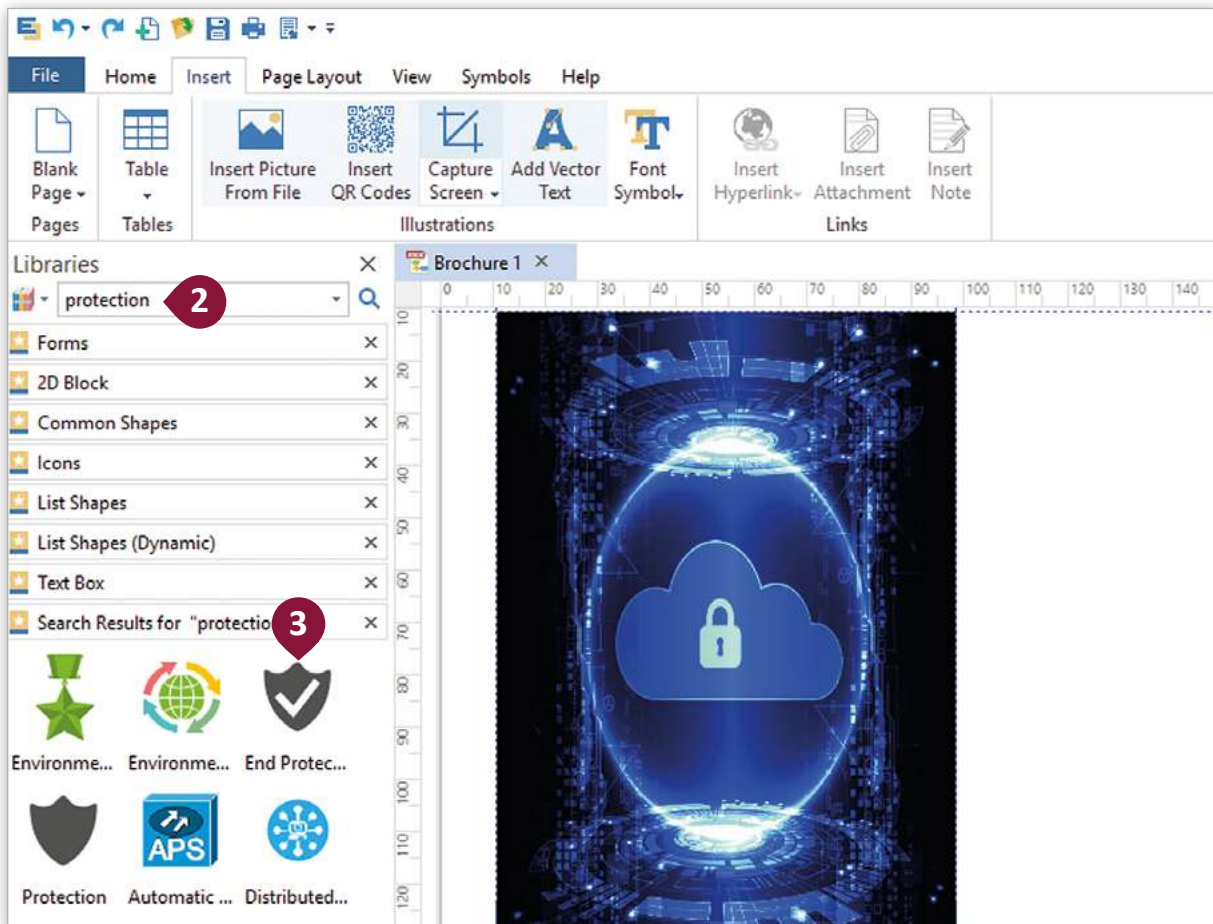 File Home Insert Page Layout View Symbols Help
Blank Table Insert Picture Insert Capture Add Vector Font Insert Insert Insert
Page From File QR Codes Screen Text Symbol Hyperlink Attachment Note
Pages Tables Illustrations Links
Libraries
Brochure 1
protection 2
0 10 20 30 40 50 60 70 80 90 100 110 120 130 140
Forms
2D Block
Common Shapes
Icons
List Shapes
List Shapes (Dynamic)
Text Box
Search Results for "protectio 3
10
20
30
40
50
60
70
80
90
100
110
120
Environme... Environme... End Protec...
APS
Protection Automatic ... Distributed...